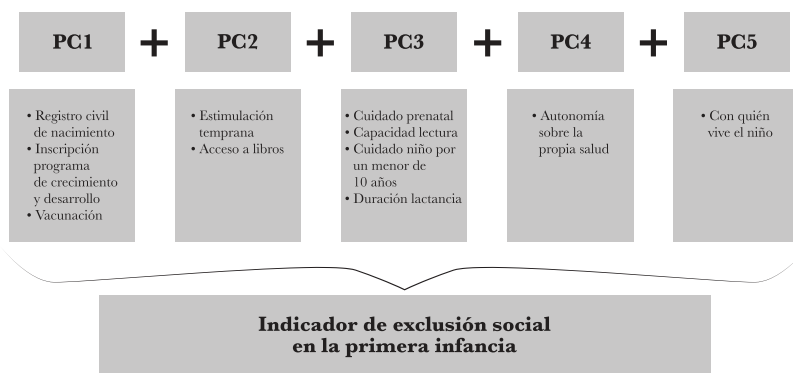 PC1 + PC2 + PC3 + PC4 + PC5
• Registro civil
de nacimiento
• Inscripción
programa
de crecimiento
y desarrollo
• Vacunación
• Estimulación
temprana
• Acceso a libros
• Cuidado prenatal
• Capacidad lectura
• Cuidado niño por
un menor de
10 años
• Duración lactancia
• Autonomía
sobre la
propia salud
• Con quién
vive el niño
Indicador de exclusión social
en la primera infancia